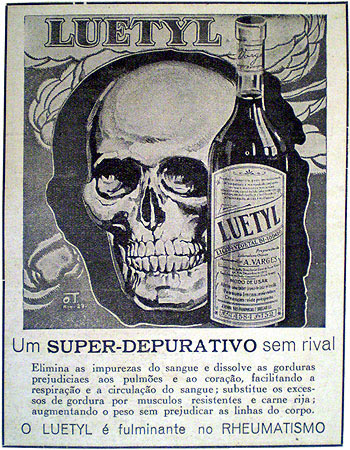 LUETYL
LUETYL
A. VARGES
MODO DE USAR
OT
Um SUPER-DEPURATIVO sem rival
Elimina as impurezas do sangue e dissolve as gorduras
prejudiciaes aos pulmões e ao coração, facilitando a
respiração e a circulação do sangue; substitue os exces-
sos de gordura por musculos resistentes e carne rija;
augmentando o peso sem prejudicar as linhas do corpo.
O LUETYL é fulminante no RHEUMATISMO